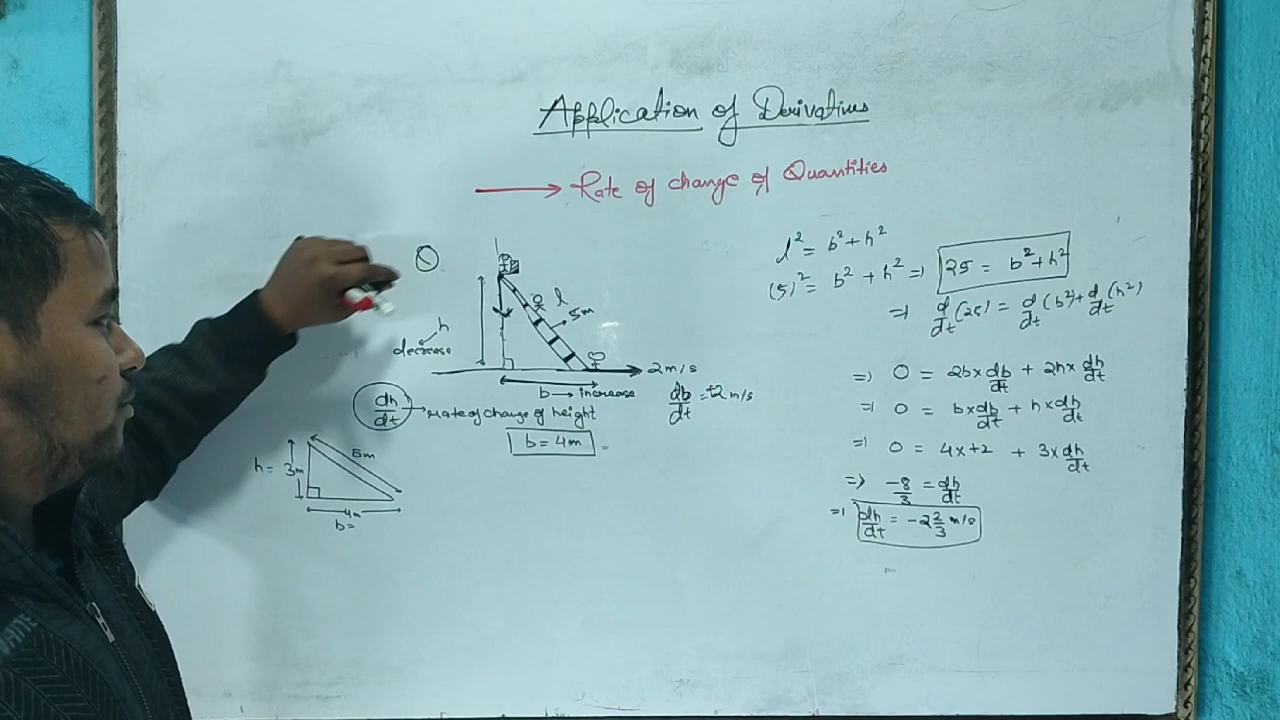 Application of Derivatives
Rate of change of Quantities
l
5m
h
decrease
2m/s
b → increase
db/dt = +2 m/s
dh/dt → rate of change of height
b = 4m
h = 3m
5m
4m
b =
l² = b² + h²
(5)² = b² + h² ⇒ 25 = b² + h²
⇒ d/dt (25) = d/dt (b²) + d/dt (h²)
⇒ 0 = 2b × db/dt + 2h × dh/dt
⇒ 0 = b × db/dt + h × dh/dt
⇒ 0 = 4 × +2 + 3 × dh/dt
⇒ -8/3 = dh/dt
⇒ dh/dt = -2 2/3 m/s